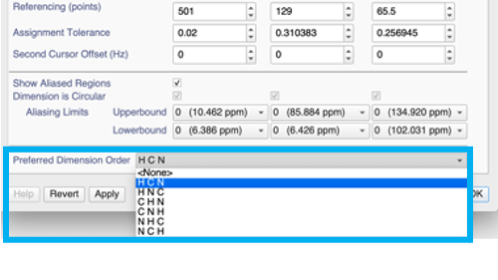 Referencing (points) 501 129 65.5
Assignment Tolerance 0.02 0.310383 0.256945
Second Cursor Offset (Hz) 0 0 0
Show Aliased Regions
Dimension is Circular
Aliasing Limits Upperbound 0 (10.462 ppm) 0 (85.884 ppm) 0 (134.920 ppm)
Lowerbound 0 (6.386 ppm) 0 (6.426 ppm) 0 (102.031 ppm)
Preferred Dimension Order H C N
<None>
H C N
Help Revert Apply H N C OK
C H N
C N H
N H C
N C H